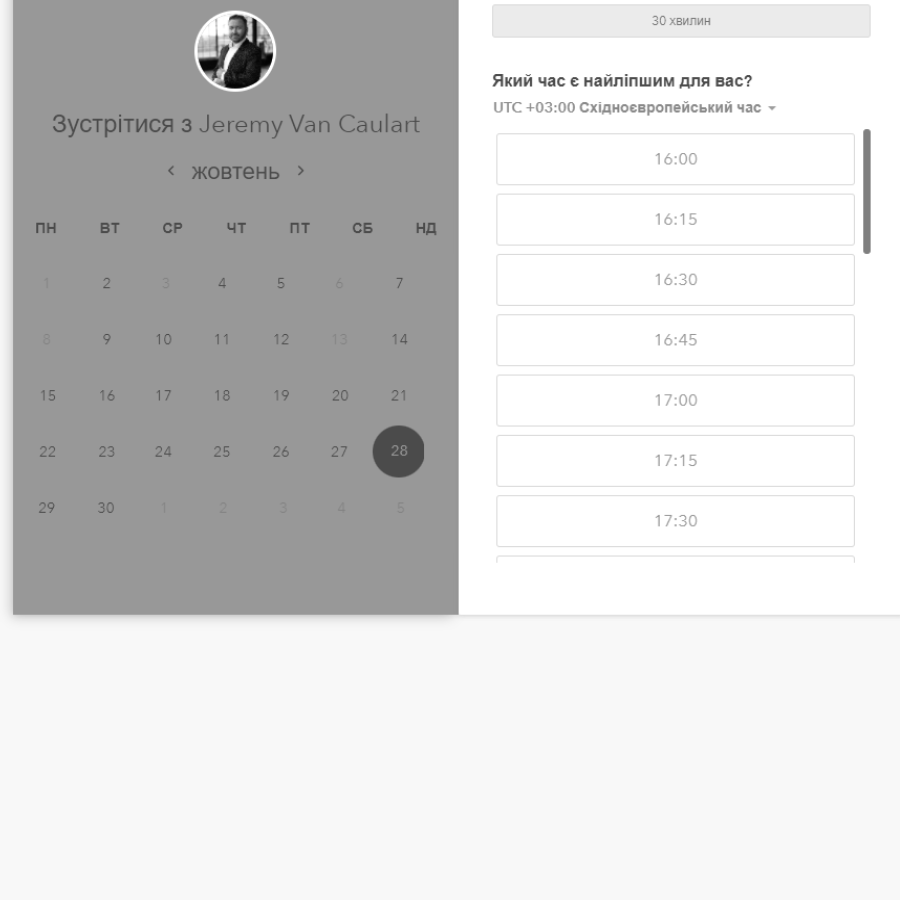 Зустрітися з Jeremy Van Caulart
жовтень
ПН ВТ СР ЧТ ПТ СБ НД
1 2 3 4 5 6 7
8 9 10 11 12 13 14
15 16 17 18 19 20 21
22 23 24 25 26 27 28
29 30 1 2 3 4 5
30 хвилин
Який час є найліпшим для вас?
UTC +03:00 Східноєвропейський час
16:00
16:15
16:30
16:45
17:00
17:15
17:30